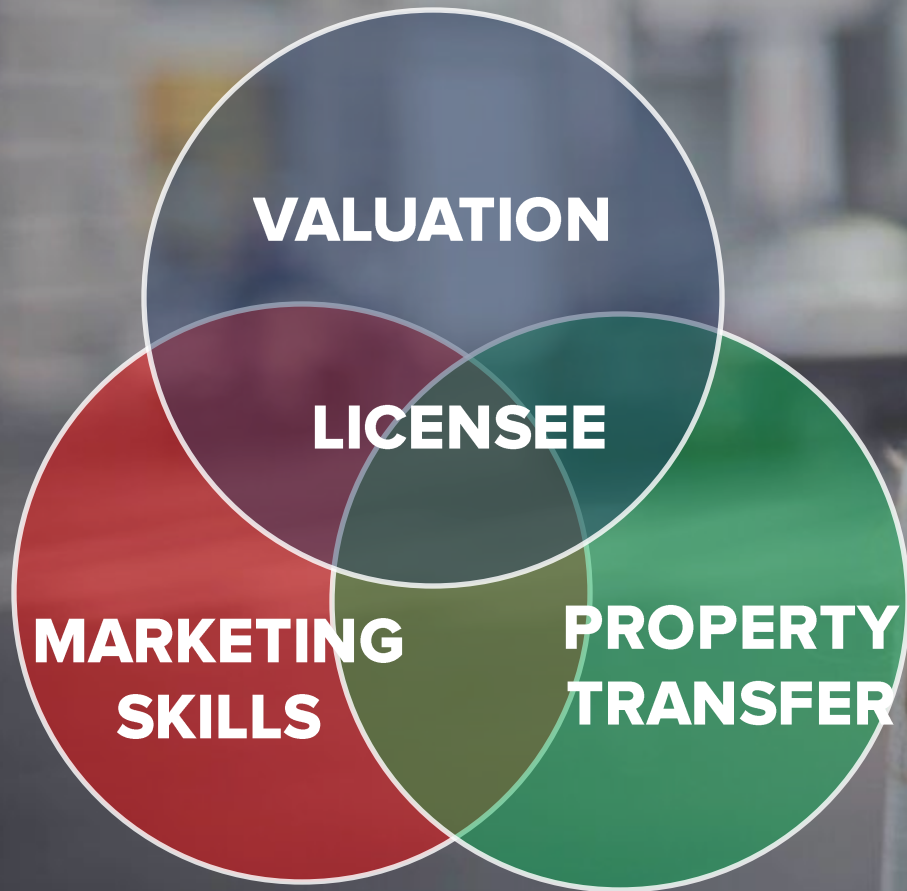 VALUATION
LICENSEE
MARKETING
SKILLS
PROPERTY
TRANSFER